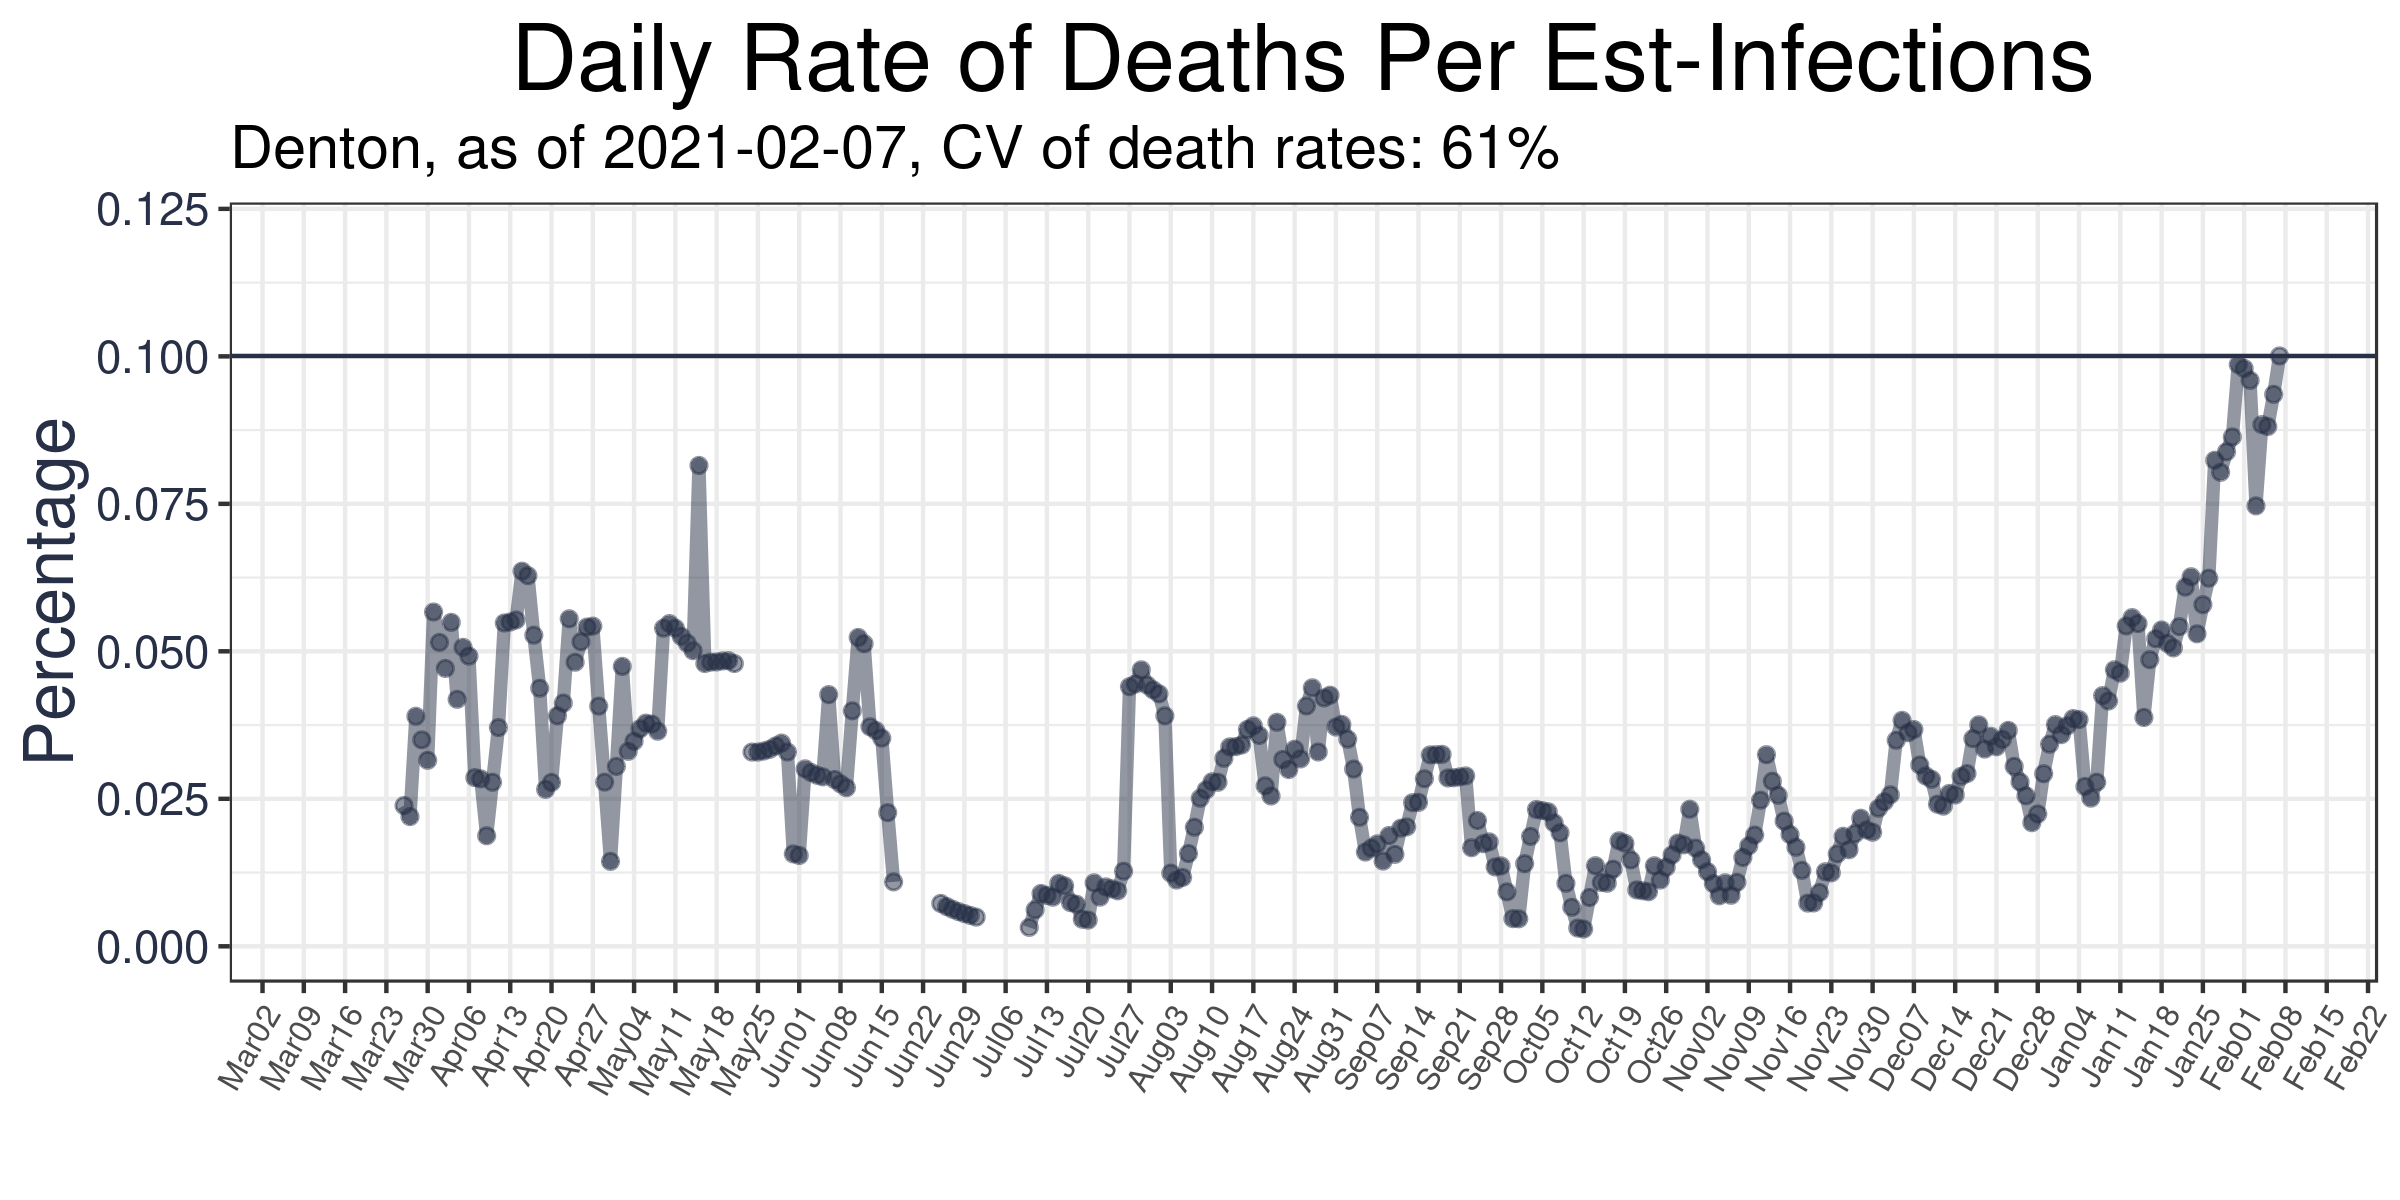 Daily Rate of Deaths Per Est-Infections
Denton, as of 2021-02-07, CV of death rates: 61%
Percentage
0.125
0.100
0.075
0.050
0.025
0.000
Mar02 Mar09 Mar16 Mar23 Mar30 Apr06 Apr13 Apr20 Apr27 May04 May11 May18 May25 Jun01 Jun08 Jun15 Jun22 Jun29 Jul06 Jul13 Jul20 Jul27 Aug03 Aug10 Aug17 Aug24 Aug31 Sep07 Sep14 Sep21 Sep28 Oct05 Oct12 Oct19 Oct26 Nov02 Nov09 Nov16 Nov23 Nov30 Dec07 Dec14 Dec21 Dec28 Jan04 Jan11 Jan18 Jan25 Feb01 Feb08 Feb15 Feb22